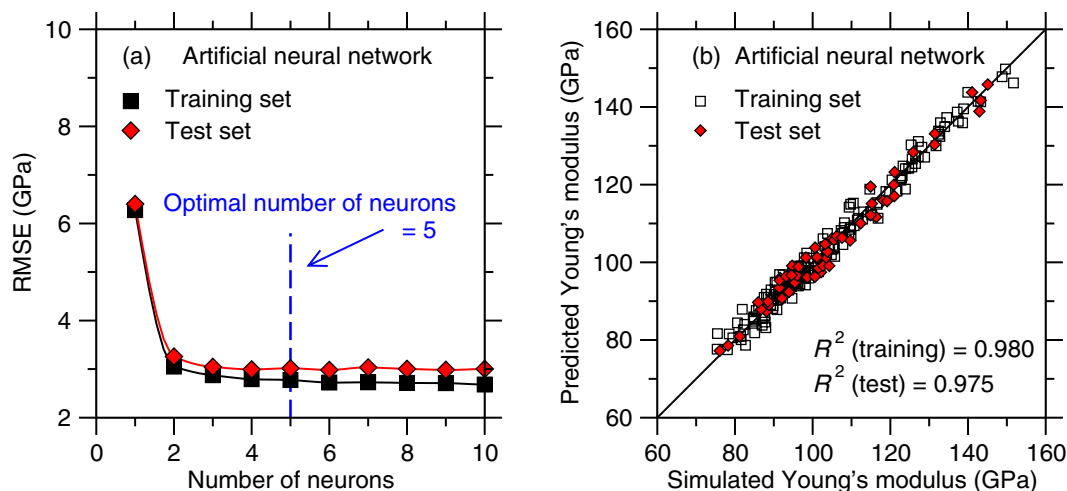 (a) Artificial neural network
Training set
Test set
Optimal number of neurons
= 5
RMSE (GPa)
10
8
6
4
2
0 2 4 6 8 10
Number of neurons
(b) Artificial neural network
Training set
Test set
R² (training) = 0.980
R² (test) = 0.975
Predicted Young's modulus (GPa)
160
140
120
100
80
60
60 80 100 120 140 160
Simulated Young's modulus (GPa)